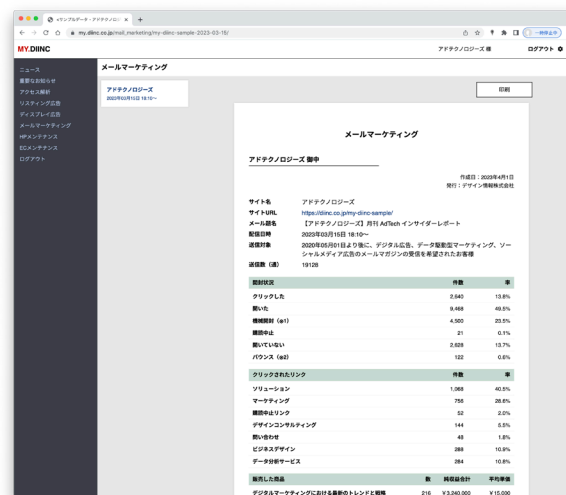 eサンプルデータ - アドテクノロジ
my.diinc.co.jp/mail_marketing/my-diinc-sample-2023-03-15/
一時停止中
MY.DIINC
アドテクノロジーズ 様
ログアウト
ニュース
重要なお知らせ
アクセス解析
リスティング広告
ディスプレイ広告
メールマーケティング
HPメンテナンス
ECメンテナンス
ログアウト
メールマーケティング
アドテクノロジーズ
2023年03月15日 18:10〜
印刷
メールマーケティング
アドテクノロジーズ 御中
作成日：2023年4月1日
発行：デザイン情報株式会社
サイト名 アドテクノロジーズ
サイトURL https://diinc.co.jp/my-diinc-sample/
メール題名 【アドテクノロジーズ】月刊 AdTech インサイダーレポート
配信日時 2023年03月15日 18:10〜
送信対象 2020年05月01日より後に、デジタル広告、データ駆動型マーケティング、ソー
シャルメディア広告のメールマガジンの受信を希望されたお客様
送信数（通） 19128
開封状況 件数 率
クリックした 2,640 13.8%
開いた 9,468 49.5%
機械開封（※1） 4,500 23.5%
購読中止 21 0.1%
開いていない 2,628 13.7%
バウンス（※2） 122 0.6%
クリックされたリンク 件数 率
ソリューション 1,068 40.5%
マーケティング 756 28.6%
購読中止リンク 52 2.0%
デザインコンサルティング 144 5.5%
問い合わせ 48 1.8%
ビジネスデザイン 288 10.9%
データ分析サービス 284 10.8%
販売した商品 数 純収益合計 平均単価
デジタルマーケティングにおける最新のトレンドと戦略 216 ￥3,240,000 ￥15,000